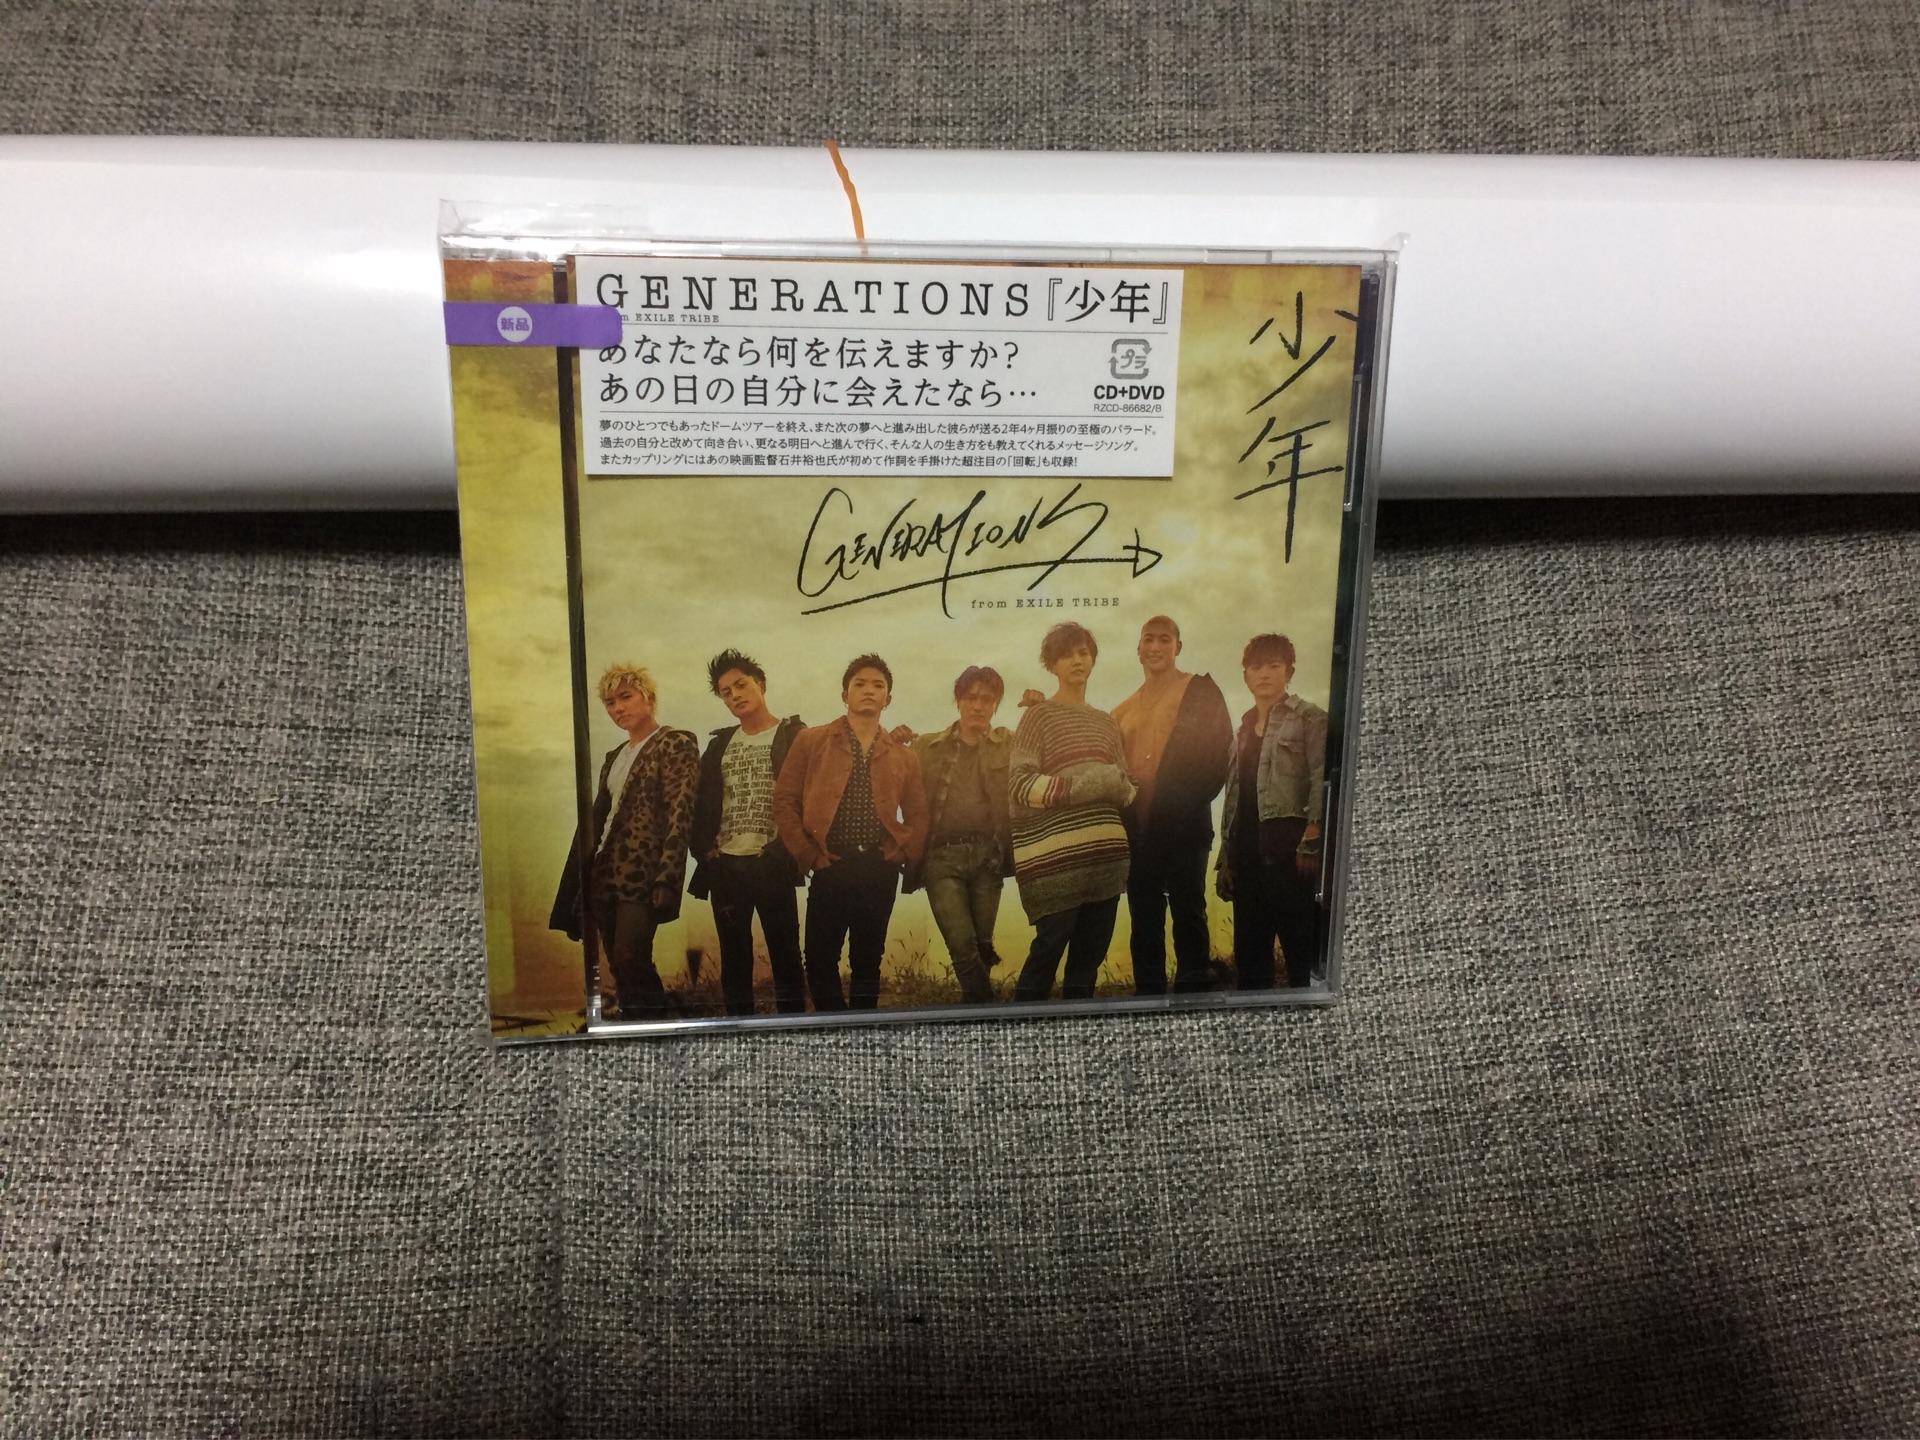 GENERATIONS『少年』
EXILE TRIBE
新品
あなたなら何を伝えますか?
あの日の自分に会えたなら…
プラ
CD+DVD
RZCD-86682/B
夢のひとつでもあったドームツアーを終え、また次の夢へと進み出した彼らが送る2年4ヶ月振りの至極のバラード。
過去の自分と改めて向き合い、更なる明日へと進んで行く、そんな人の生き方をも教えてくれるメッセージソング。
またカップリングにはあの映画監督石井裕也氏が初めて作詞を手掛けた超注目の「回転」も収録!
少年
GENERATIONS
from EXILE TRIBE